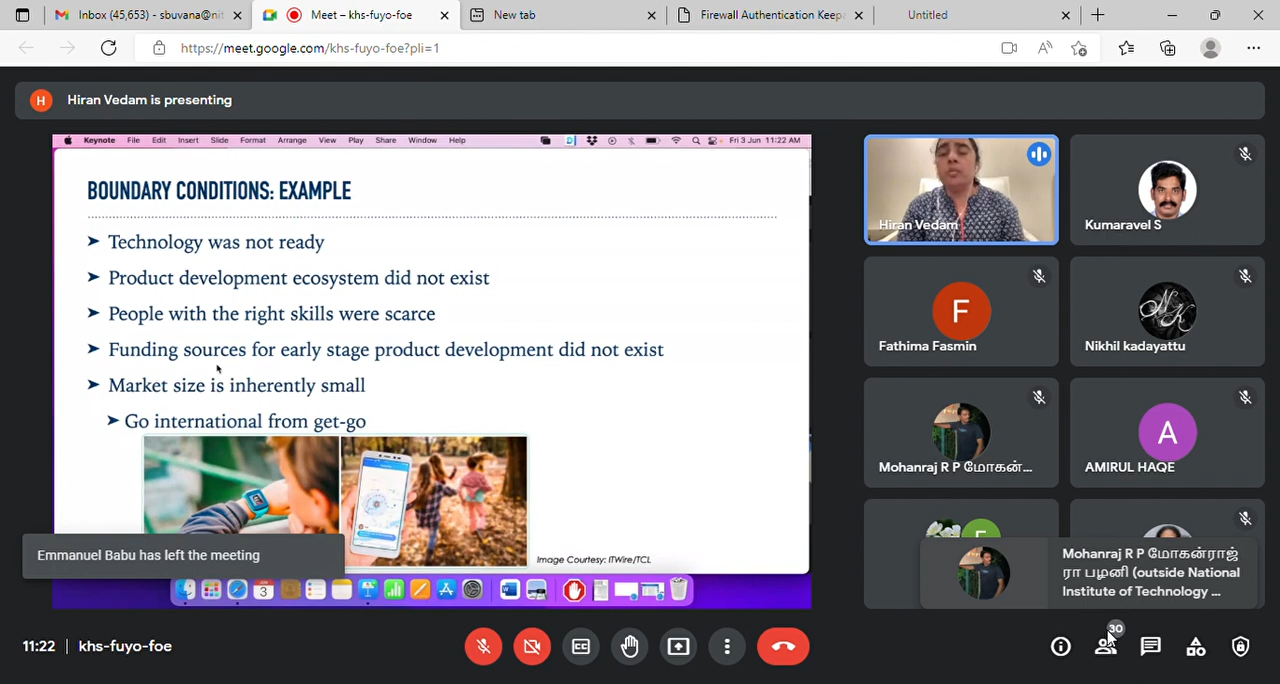 Inbox (45,653) - sbuvana@nit
Meet – khs-fuyo-foe
New tab
Firewall Authentication Keepa
Untitled
https://meet.google.com/khs-fuyo-foe?pli=1
H
Hiran Vedam is presenting
Keynote File Edit Insert Slide Format Arrange View Play Share Window Help
Fri 3 Jun 11:22 AM
BOUNDARY CONDITIONS: EXAMPLE
➤ Technology was not ready
➤ Product development ecosystem did not exist
➤ People with the right skills were scarce
➤ Funding sources for early stage product development did not exist
➤ Market size is inherently small
➤ Go international from get-go
Image Courtesy: ITWire/TCL
Emmanuel Babu has left the meeting
Hiran Vedam
Kumaravel S
F
Fathima Fasmin
NK
Nikhil kadayattu
Mohanraj R P மோகன்...
A
AMIRUL HAQE
Mohanraj R P மோகன்ராஜ்
ரா பழனி (outside National
Institute of Technology ...
11:22 | khs-fuyo-foe
30